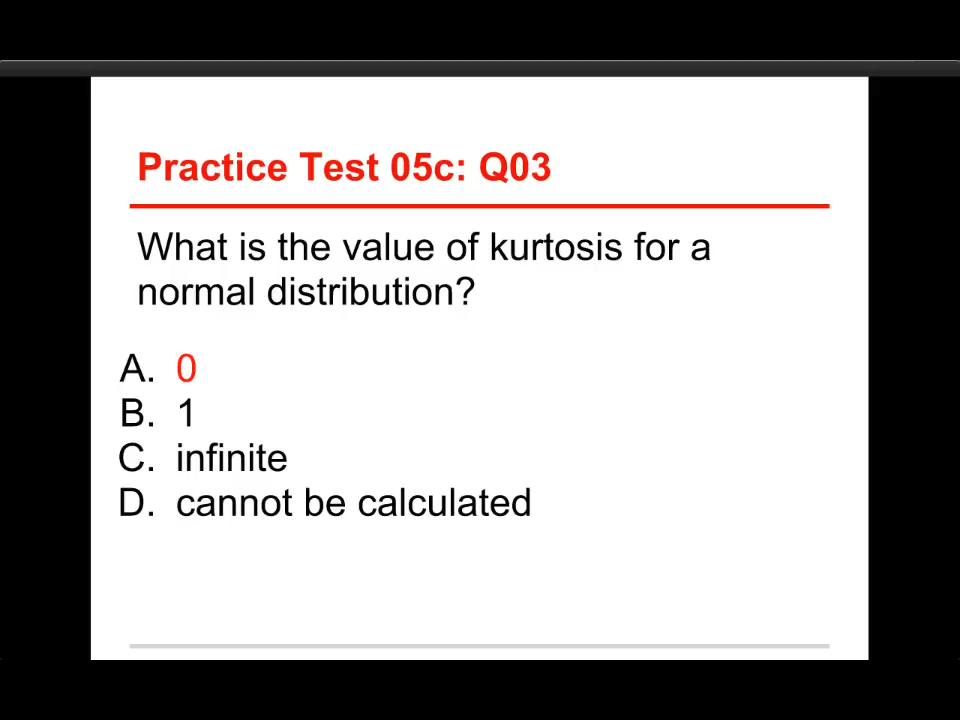 Practice Test 05c: Q03
What is the value of kurtosis for a
normal distribution?
A. 0
B. 1
C. infinite
D. cannot be calculated